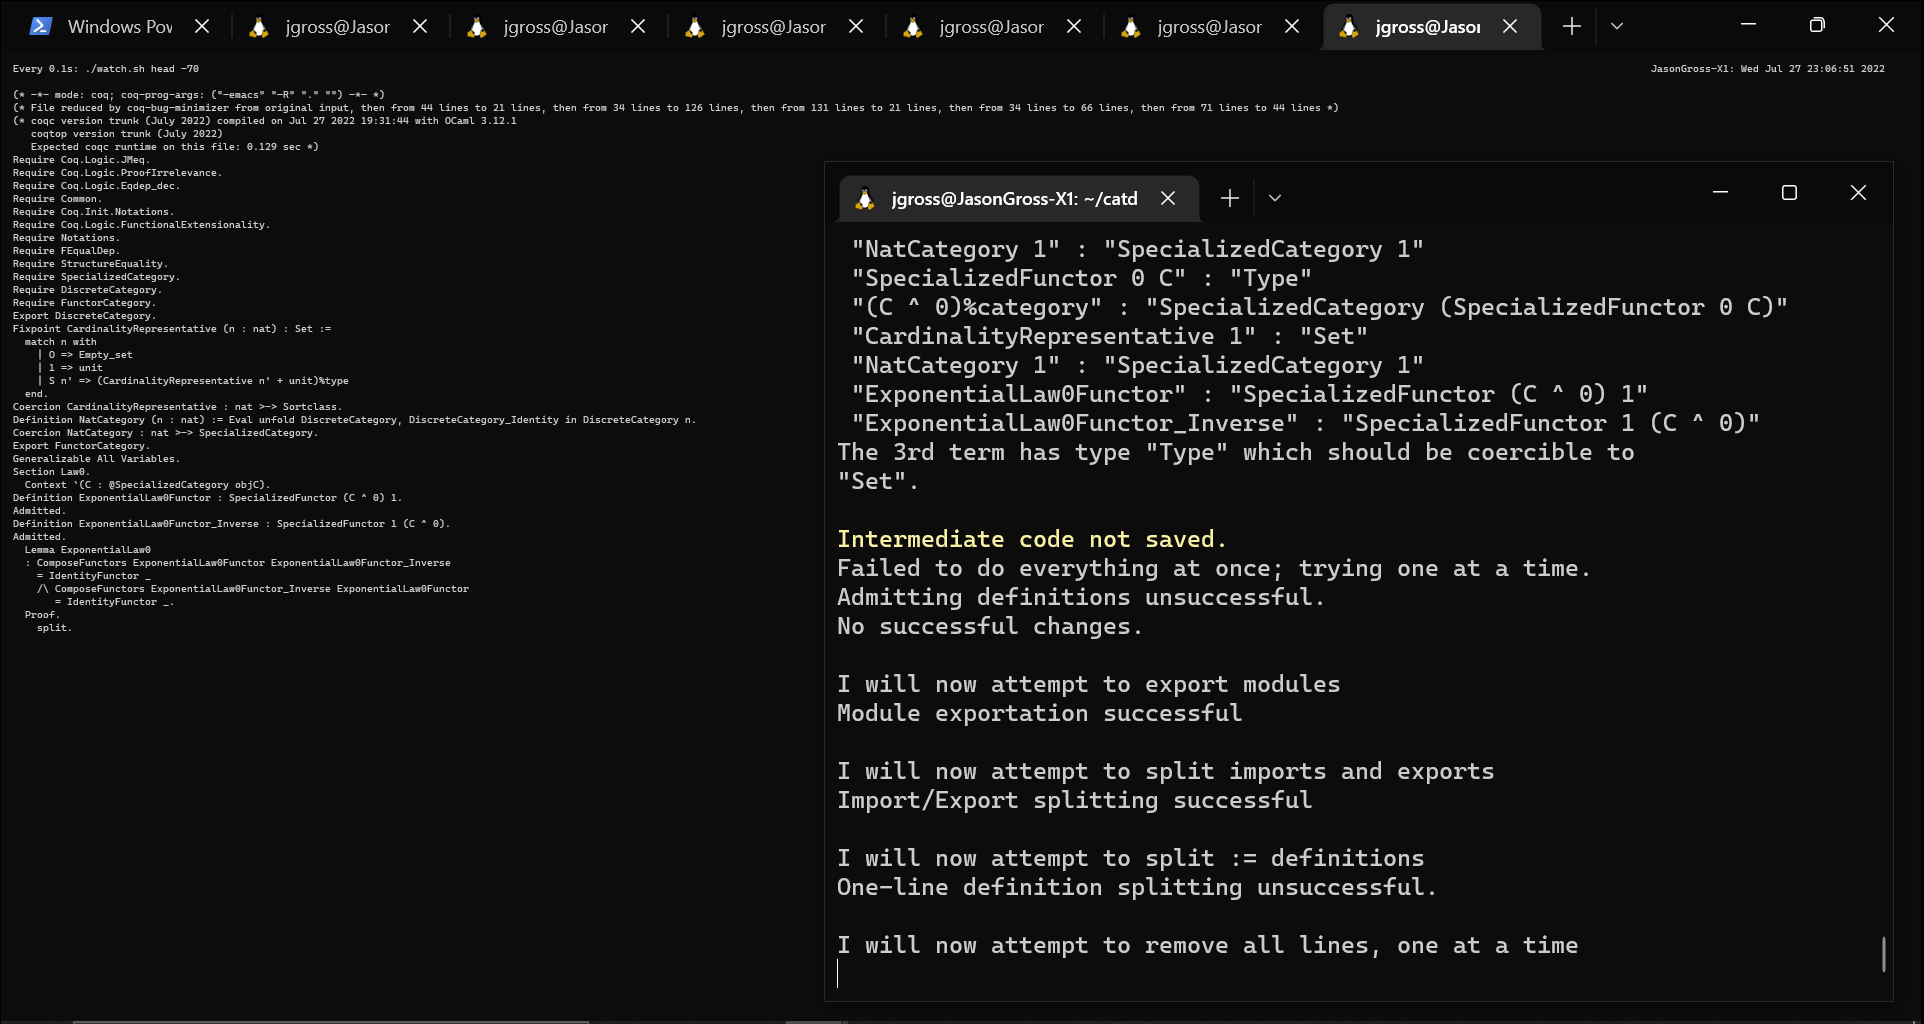 Windows Pow
jgross@Jasor
jgross@Jasor
jgross@Jasor
jgross@Jasor
jgross@Jasor
jgross@Jasor
Every 0.1s: ./watch.sh head -70
JasonGross-X1: Wed Jul 27 23:06:51 2022
(* -*- mode: coq; coq-prog-args: ("-emacs" "-R" "." "") -*- *)
(* File reduced by coq-bug-minimizer from original input, then from 44 lines to 21 lines, then from 34 lines to 126 lines, then from 131 lines to 21 lines, then from 34 lines to 66 lines, then from 71 lines to 44 lines *)
(* coqc version trunk (July 2022) compiled on Jul 27 2022 19:31:44 with OCaml 3.12.1
   coqtop version trunk (July 2022)
   Expected coqc runtime on this file: 0.129 sec *)
Require Coq.Logic.JMeq.
Require Coq.Logic.ProofIrrelevance.
Require Coq.Logic.Eqdep_dec.
Require Common.
Require Coq.Init.Notations.
Require Coq.Logic.FunctionalExtensionality.
Require Notations.
Require FEqualDep.
Require StructureEquality.
Require SpecializedCategory.
Require DiscreteCategory.
Require FunctorCategory.
Export DiscreteCategory.
Fixpoint CardinalityRepresentative (n : nat) : Set :=
  match n with
    | O => Empty_set
    | 1 => unit
    | S n' => (CardinalityRepresentative n' + unit)%type
  end.
Coercion CardinalityRepresentative : nat >-> Sortclass.
Definition NatCategory (n : nat) := Eval unfold DiscreteCategory, DiscreteCategory_Identity in DiscreteCategory n.
Coercion NatCategory : nat >-> SpecializedCategory.
Export FunctorCategory.
Generalizable All Variables.
Section Law0.
  Context `(C : @SpecializedCategory objC).
Definition ExponentialLaw0Functor : SpecializedFunctor (C ^ 0) 1.
Admitted.
Definition ExponentialLaw0Functor_Inverse : SpecializedFunctor 1 (C ^ 0).
Admitted.
  Lemma ExponentialLaw0
  : ComposeFunctors ExponentialLaw0Functor ExponentialLaw0Functor_Inverse
    = IdentityFunctor _
    /\ ComposeFunctors ExponentialLaw0Functor_Inverse ExponentialLaw0Functor
       = IdentityFunctor _.
  Proof.
    split.
jgross@JasonGross-X1: ~/catd
"NatCategory 1" : "SpecializedCategory 1"
"SpecializedFunctor 0 C" : "Type"
"(C ^ 0)%category" : "SpecializedCategory (SpecializedFunctor 0 C)"
"CardinalityRepresentative 1" : "Set"
"NatCategory 1" : "SpecializedCategory 1"
"ExponentialLaw0Functor" : "SpecializedFunctor (C ^ 0) 1"
"ExponentialLaw0Functor_Inverse" : "SpecializedFunctor 1 (C ^ 0)"
The 3rd term has type "Type" which should be coercible to
"Set".
Intermediate code not saved.
Failed to do everything at once; trying one at a time.
Admitting definitions unsuccessful.
No successful changes.
I will now attempt to export modules
Module exportation successful
I will now attempt to split imports and exports
Import/Export splitting successful
I will now attempt to split := definitions
One-line definition splitting unsuccessful.
I will now attempt to remove all lines, one at a time